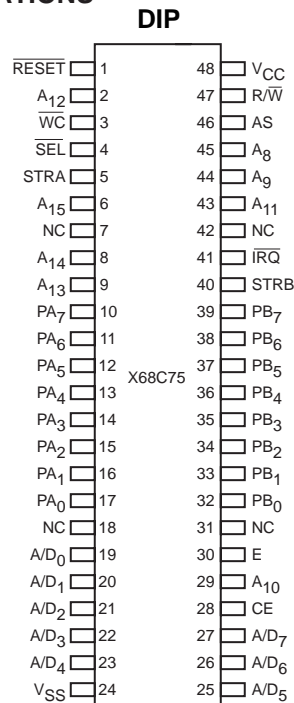 ATIONS
DIP
R̅E̅S̅E̅T̅ 1 48 VCC
A12 2 47 R/W̅
W̅C̅ 3 46 AS
S̅E̅L̅ 4 45 A8
STRA 5 44 A9
A15 6 43 A11
NC 7 42 NC
A14 8 41 I̅R̅Q̅
A13 9 40 STRB
PA7 10 39 PB7
PA6 11 38 PB6
PA5 12 37 PB5
X68C75
PA4 13 36 PB4
PA3 14 35 PB3
PA2 15 34 PB2
PA1 16 33 PB1
PA0 17 32 PB0
NC 18 31 NC
A/D0 19 30 E
A/D1 20 29 A10
A/D2 21 28 CE
A/D3 22 27 A/D7
A/D4 23 26 A/D6
VSS 24 25 A/D5